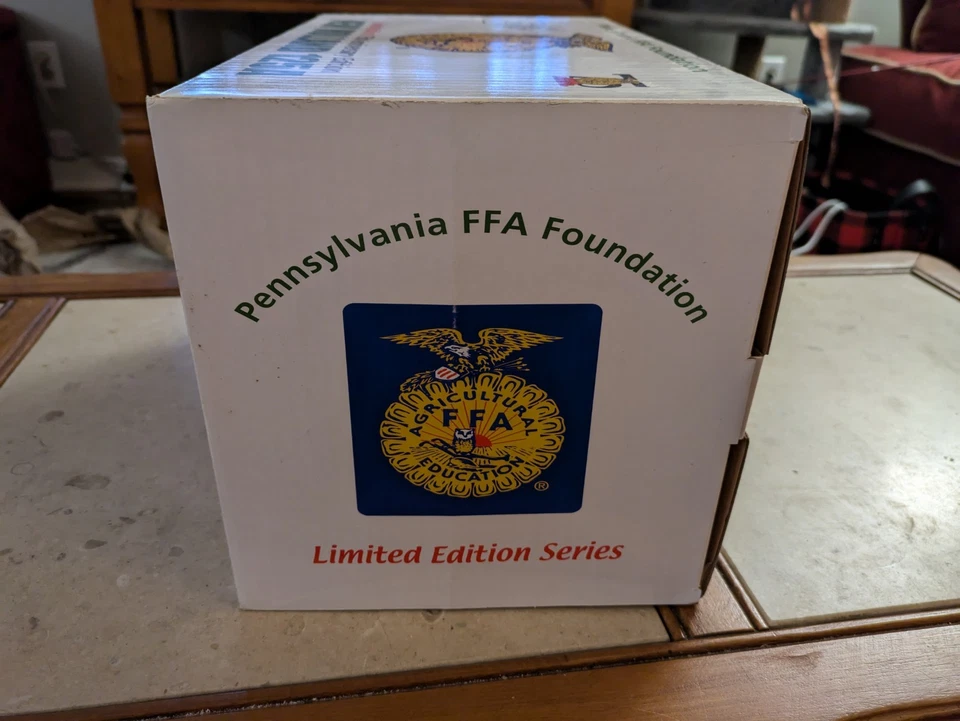 Pennsylvania FFA Foundation
AGRICULTURAL
FFA
EDUCATION
®
Limited Edition Series